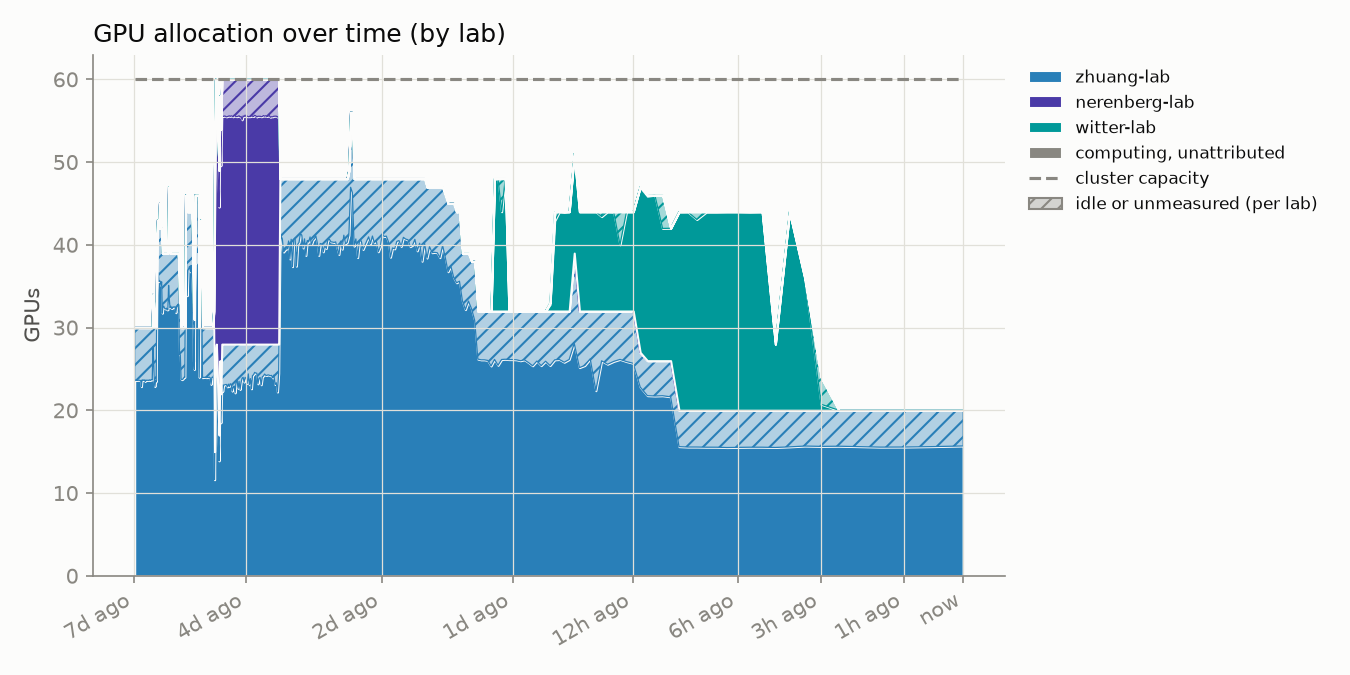 GPU allocation over time (by lab)
GPUs
60
50
40
30
20
10
0
7d ago
4d ago
2d ago
1d ago
12h ago
6h ago
3h ago
1h ago
now
zhuang-lab
nerenberg-lab
witter-lab
computing, unattributed
cluster capacity
idle or unmeasured (per lab)